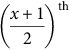 (x + 1 / 2)^th